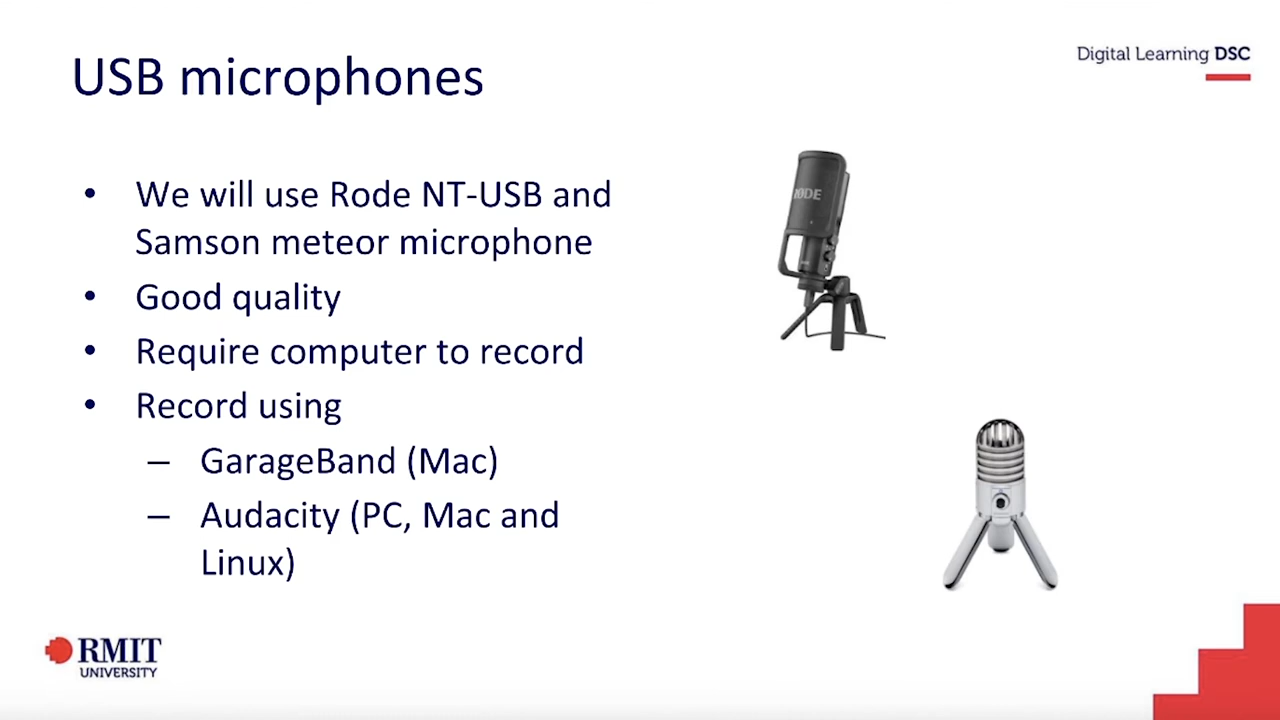 USB microphones
Digital Learning DSC
• We will use Rode NT-USB and
Samson meteor microphone
• Good quality
• Require computer to record
• Record using
– GarageBand (Mac)
– Audacity (PC, Mac and
Linux)
RODE
RMIT
UNIVERSITY